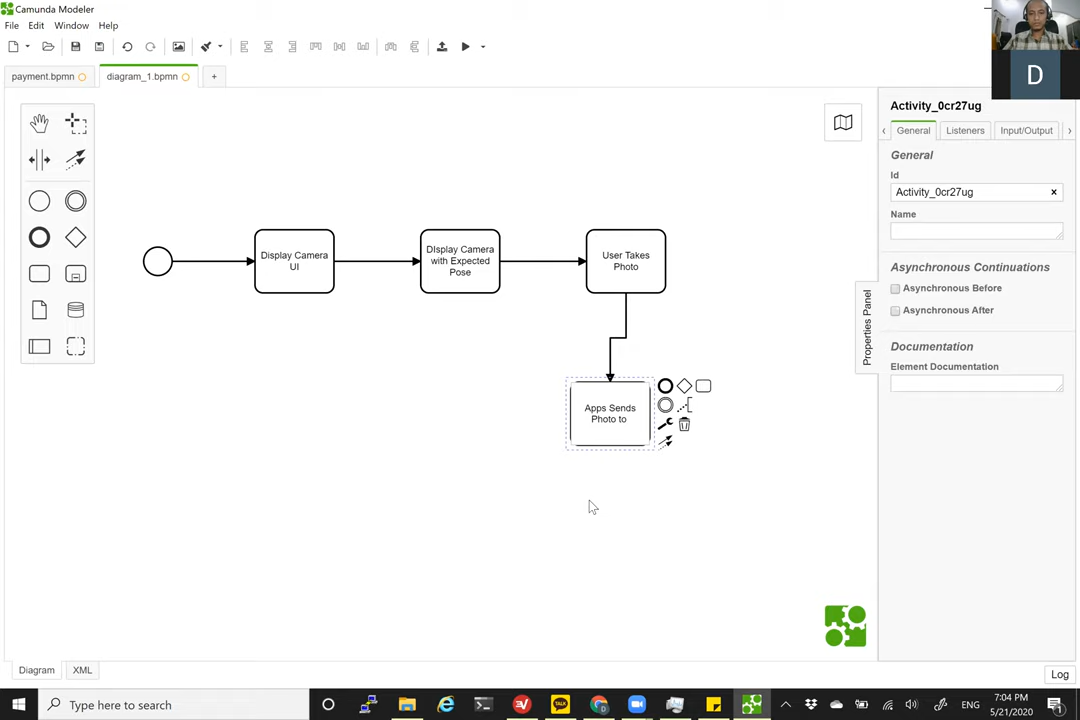 Camunda Modeler
File Edit Window Help
payment.bpmn
diagram_1.bpmn
+
D
Activity_0cr27ug
General
Listeners
Input/Output
General
Id
Activity_0cr27ug
Name
Asynchronous Continuations
Asynchronous Before
Asynchronous After
Documentation
Element Documentation
Properties Panel
Display Camera
UI
DIsplay Camera
with Expected
Pose
User Takes
Photo
Apps Sends
Photo to
Diagram
XML
Log
Type here to search
TALK
ENG
7:04 PM
5/21/2020
1